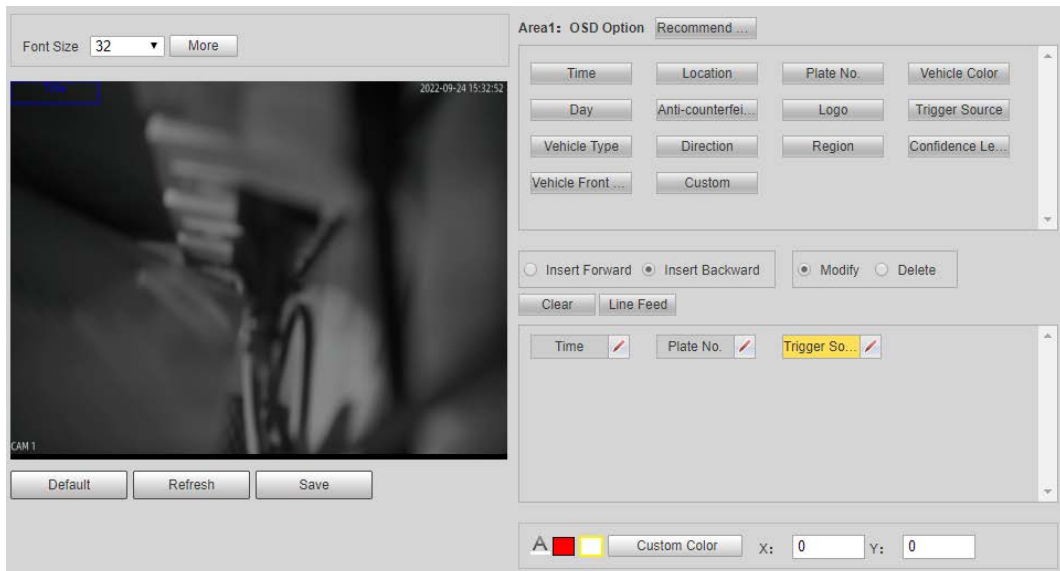 Font Size 32 More
2022-09-24 15:32:52
CAM 1
Default Refresh Save
Area1: OSD Option Recommend ...
Time Location Plate No. Vehicle Color
Day Anti-counterfei... Logo Trigger Source
Vehicle Type Direction Region Confidence Le...
Vehicle Front ... Custom
Insert Forward Insert Backward Modify Delete
Clear Line Feed
Time Plate No. Trigger So...
A Custom Color X: 0 Y: 0